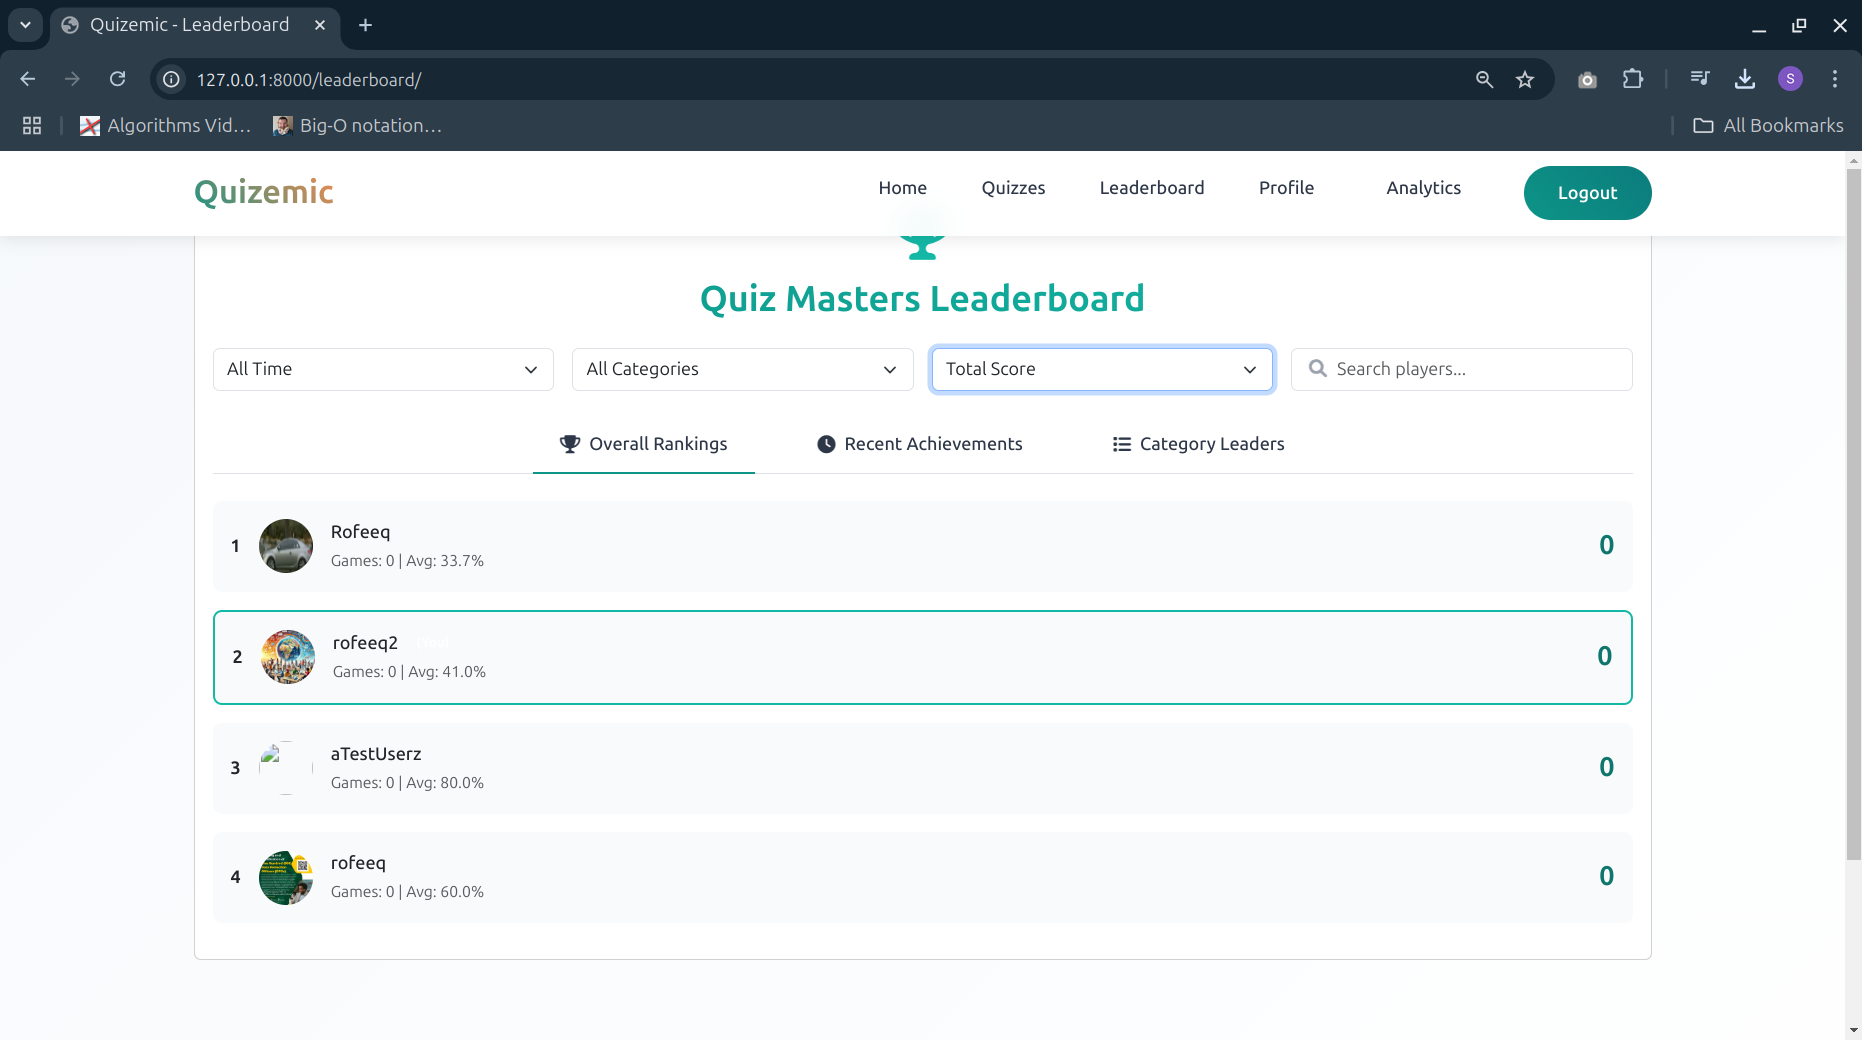 Quizemic - Leaderboard
127.0.0.1:8000/leaderboard/
S
Algorithms Vid...
Big-O notation...
All Bookmarks
Quizemic
Home
Quizzes
Leaderboard
Profile
Analytics
Logout
Quiz Masters Leaderboard
All Time
All Categories
Total Score
Search players...
Overall Rankings
Recent Achievements
Category Leaders
1
Rofeeq
Games: 0 | Avg: 33.7%
0
2
rofeeq2
Games: 0 | Avg: 41.0%
0
3
aTestUserz
Games: 0 | Avg: 80.0%
0
4
rofeeq
Games: 0 | Avg: 60.0%
0